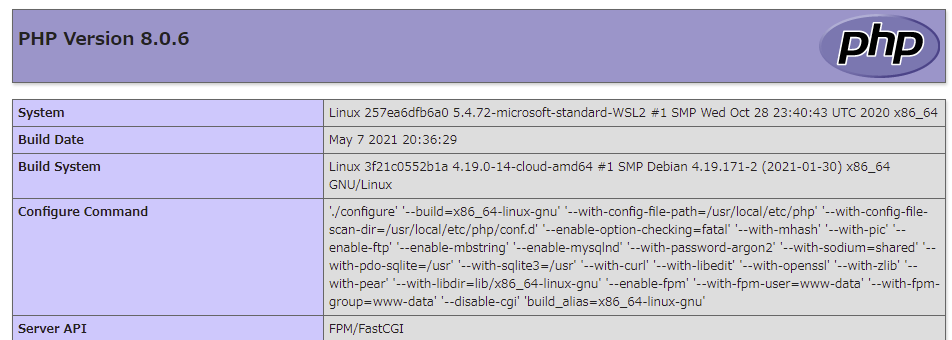 PHP Version 8.0.6
php
System Linux 257ea6dfb6a0 5.4.72-microsoft-standard-WSL2 #1 SMP Wed Oct 28 23:40:43 UTC 2020 x86_64
Build Date May 7 2021 20:36:29
Build System Linux 3f21c0552b1a 4.19.0-14-cloud-amd64 #1 SMP Debian 4.19.171-2 (2021-01-30) x86_64
GNU/Linux
Configure Command './configure' '--build=x86_64-linux-gnu' '--with-config-file-path=/usr/local/etc/php' '--with-config-file-
scan-dir=/usr/local/etc/php/conf.d' '--enable-option-checking=fatal' '--with-mhash' '--with-pic' '--
enable-ftp' '--enable-mbstring' '--enable-mysqlnd' '--with-password-argon2' '--with-sodium=shared' '--
with-pdo-sqlite=/usr' '--with-sqlite3=/usr' '--with-curl' '--with-libedit' '--with-openssl' '--with-zlib' '--
with-pear' '--with-libdir=lib/x86_64-linux-gnu' '--enable-fpm' '--with-fpm-user=www-data' '--with-fpm-
group=www-data' '--disable-cgi' 'build_alias=x86_64-linux-gnu'
Server API FPM/FastCGI